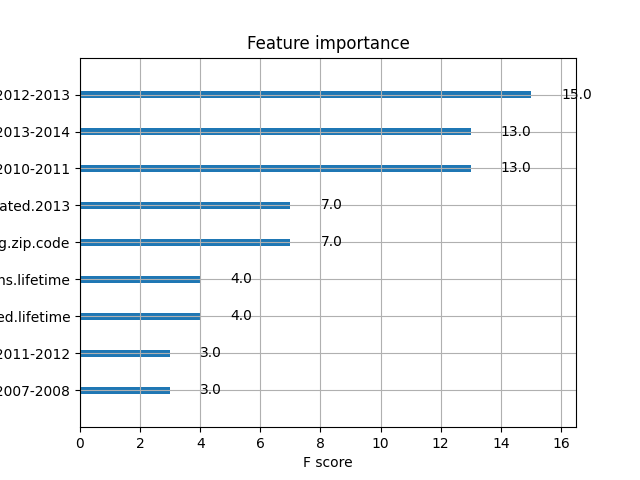 Feature importance
2012-2013 15.0
2013-2014 13.0
2010-2011 13.0
ated.2013 7.0
g.zip.code 7.0
ns.lifetime 4.0
ed.lifetime 4.0
2011-2012 3.0
2007-2008 3.0
0 2 4 6 8 10 12 14 16
F score